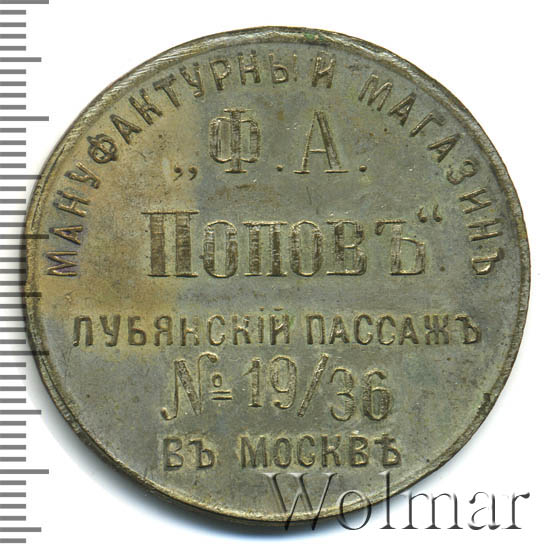 МАНУФАКТУРНЫЙ МАГАЗИНЪ
„Ф. А.
ПОПОВЪ“
ЛУБЯНСКІЙ ПАССАЖЪ
№ 19/36
ВЪ МОСКВѢ
Wolmar